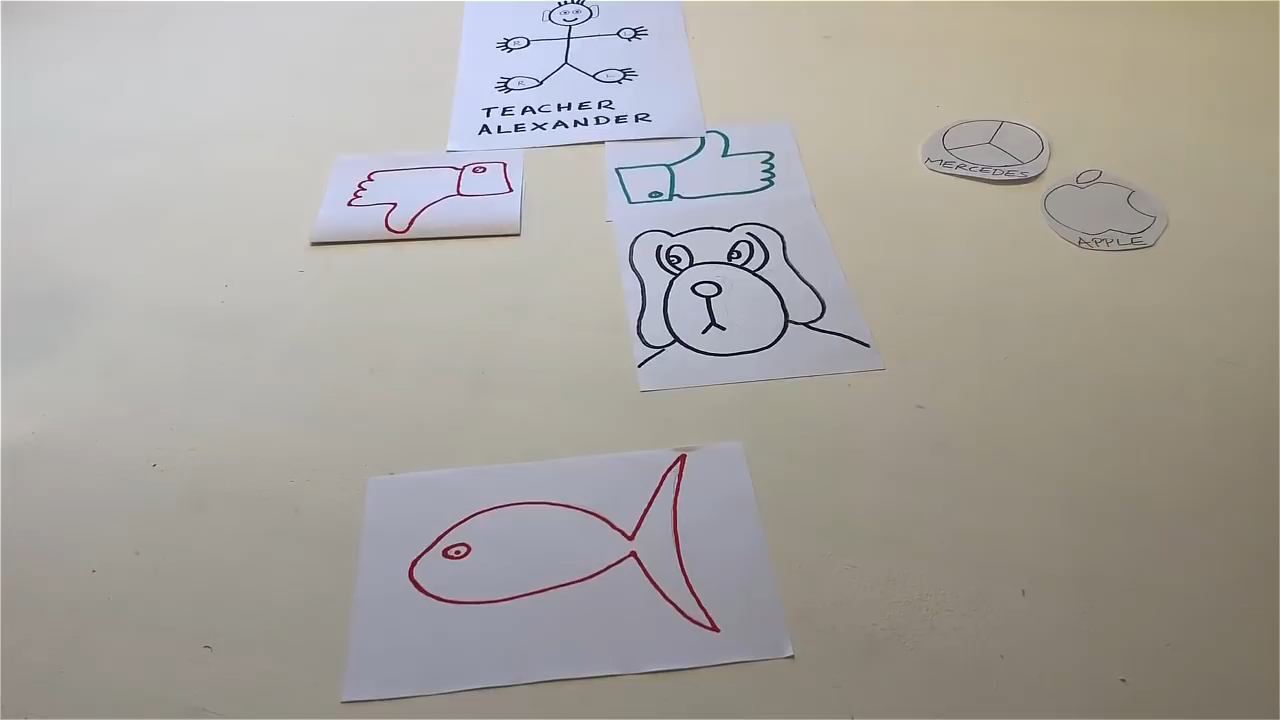 R
L
R
L
TEACHER
ALEXANDER
MERCEDES
APPLE